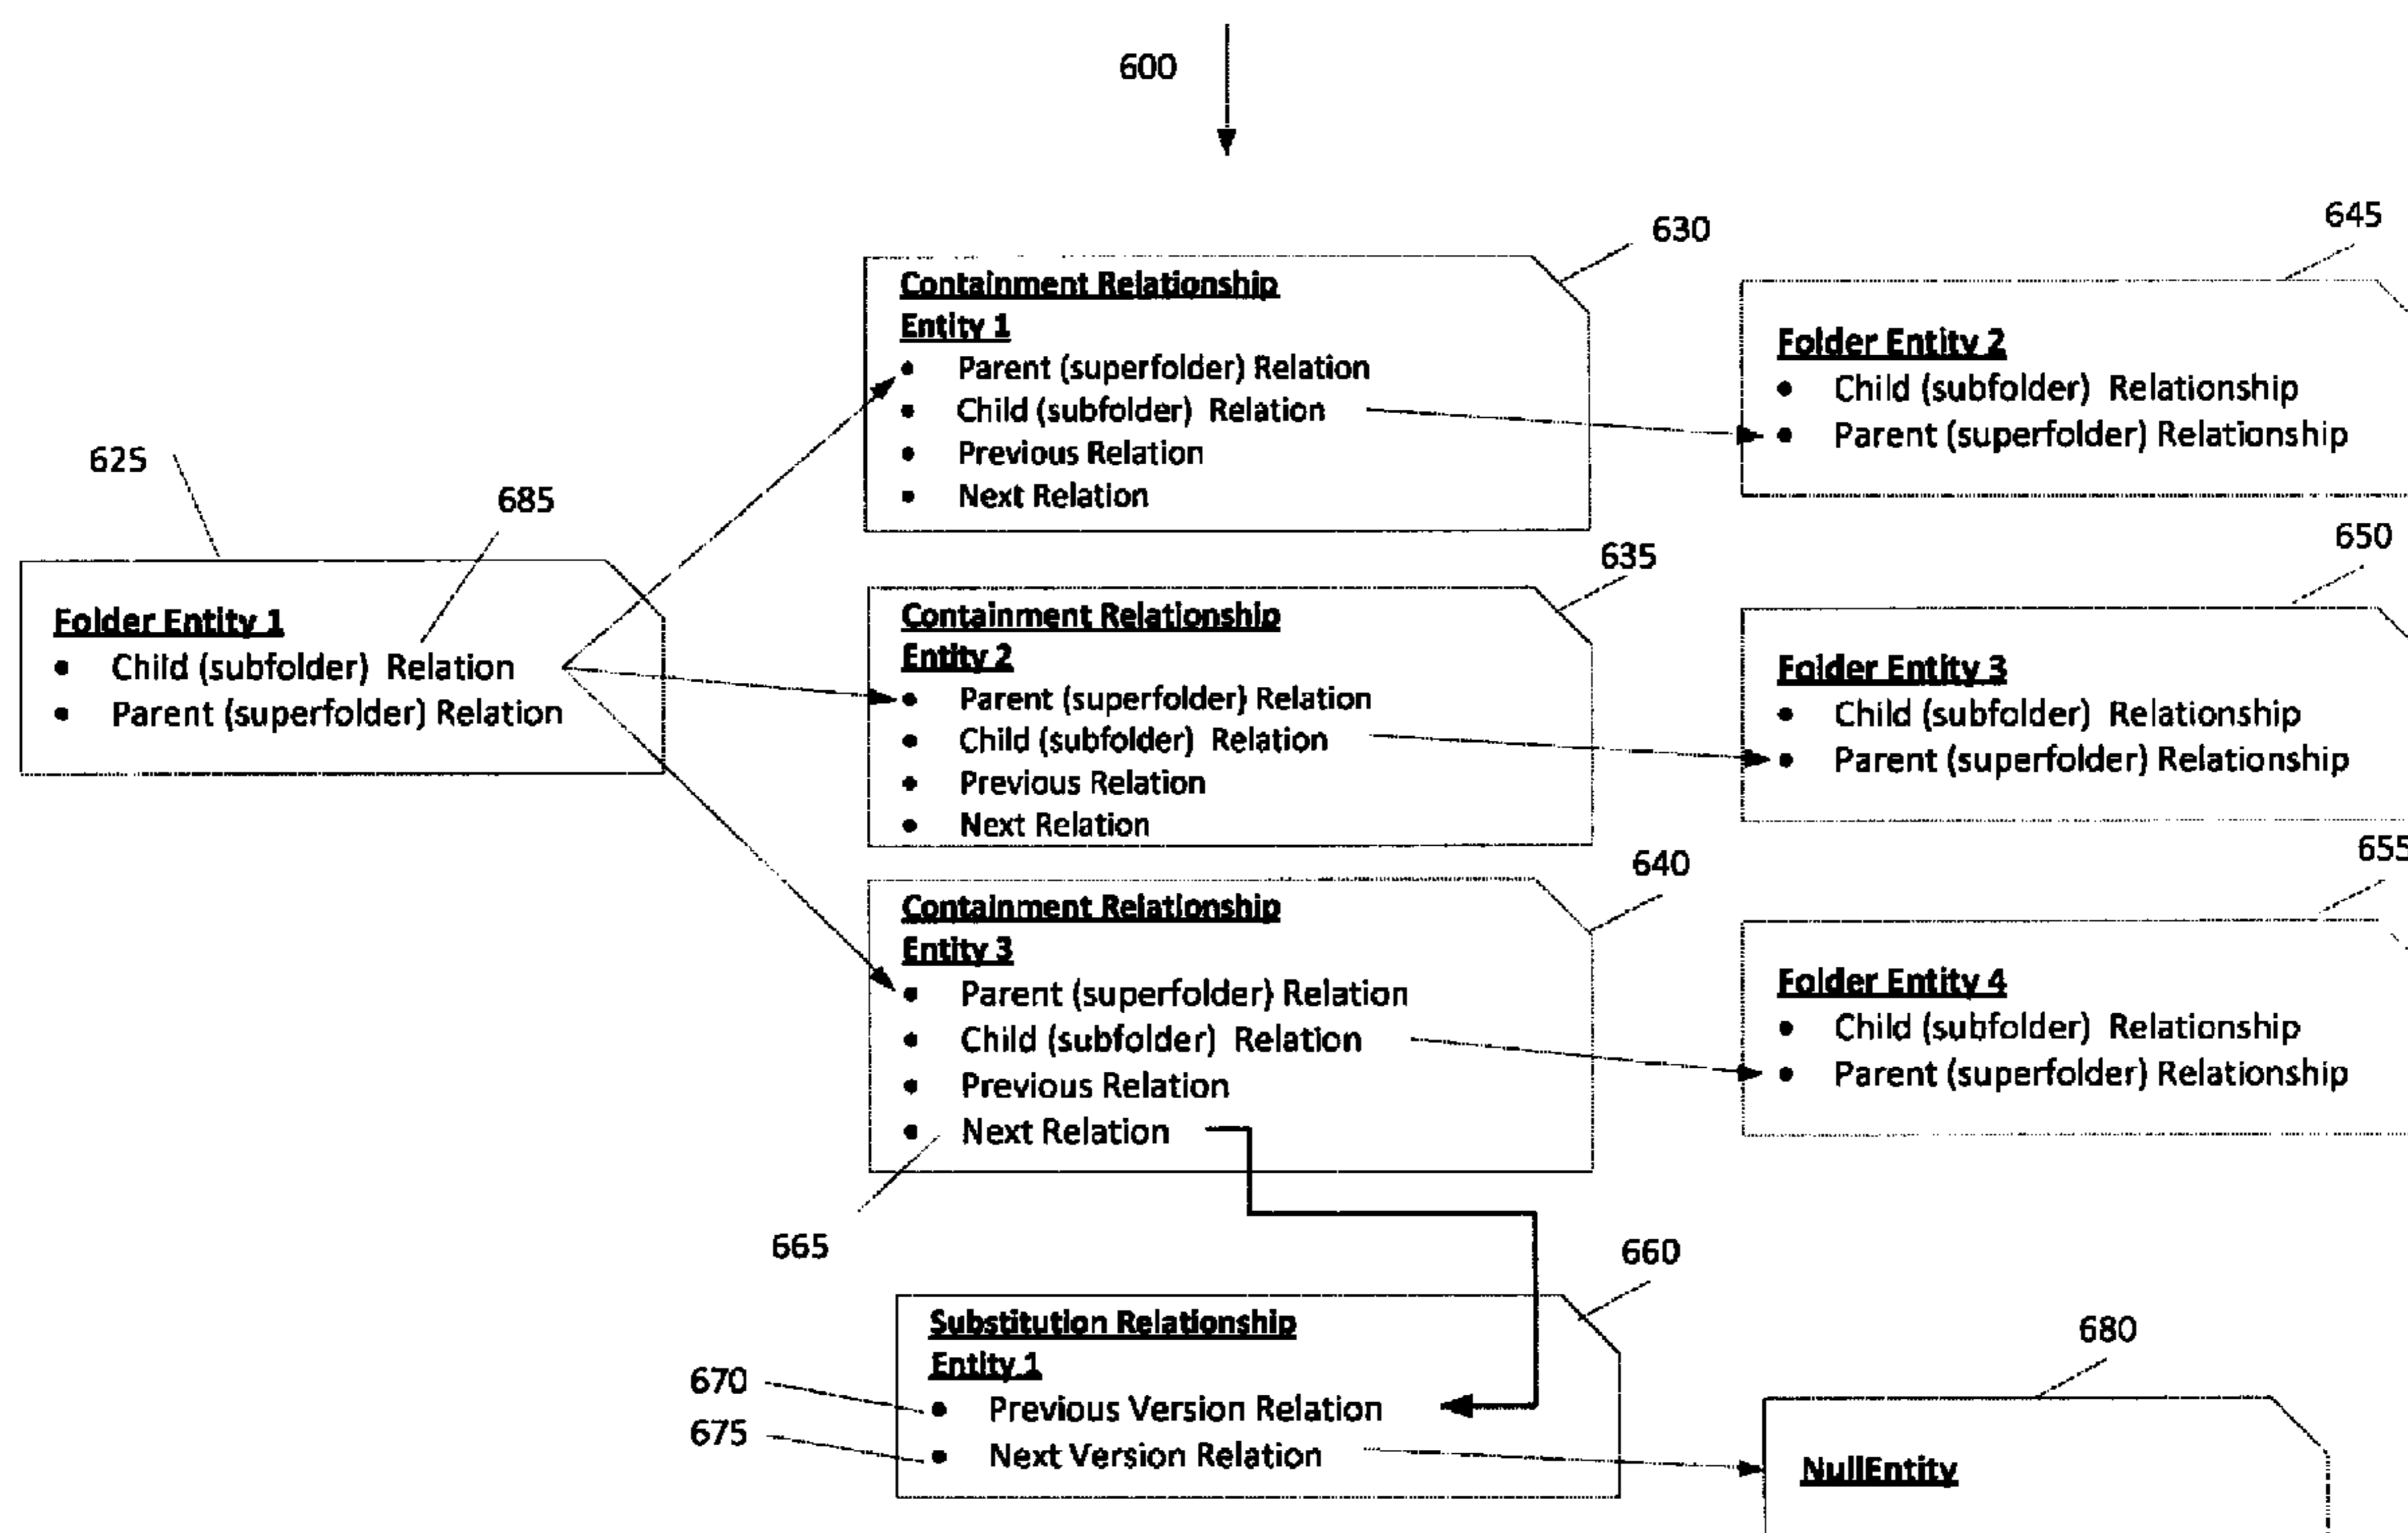 600
630
Containment Relationship
Entity 1
• Parent (superfolder) Relation
• Child (subfolder) Relation
• Previous Relation
• Next Relation
645
Folder Entity 2
• Child (subfolder) Relationship
• Parent (superfolder) Relationship
625
685
Folder Entity 1
• Child (subfolder) Relation
• Parent (superfolder) Relation
635
Containment Relationship
Entity 2
• Parent (superfolder) Relation
• Child (subfolder) Relation
• Previous Relation
• Next Relation
650
Folder Entity 3
• Child (subfolder) Relationship
• Parent (superfolder) Relationship
640
Containment Relationship
Entity 3
• Parent (superfolder) Relation
• Child (subfolder) Relation
• Previous Relation
• Next Relation
665
655
Folder Entity 4
• Child (subfolder) Relationship
• Parent (superfolder) Relationship
660
Substitution Relationship
Entity 1
670
• Previous Version Relation
675
• Next Version Relation
680
NullEntity